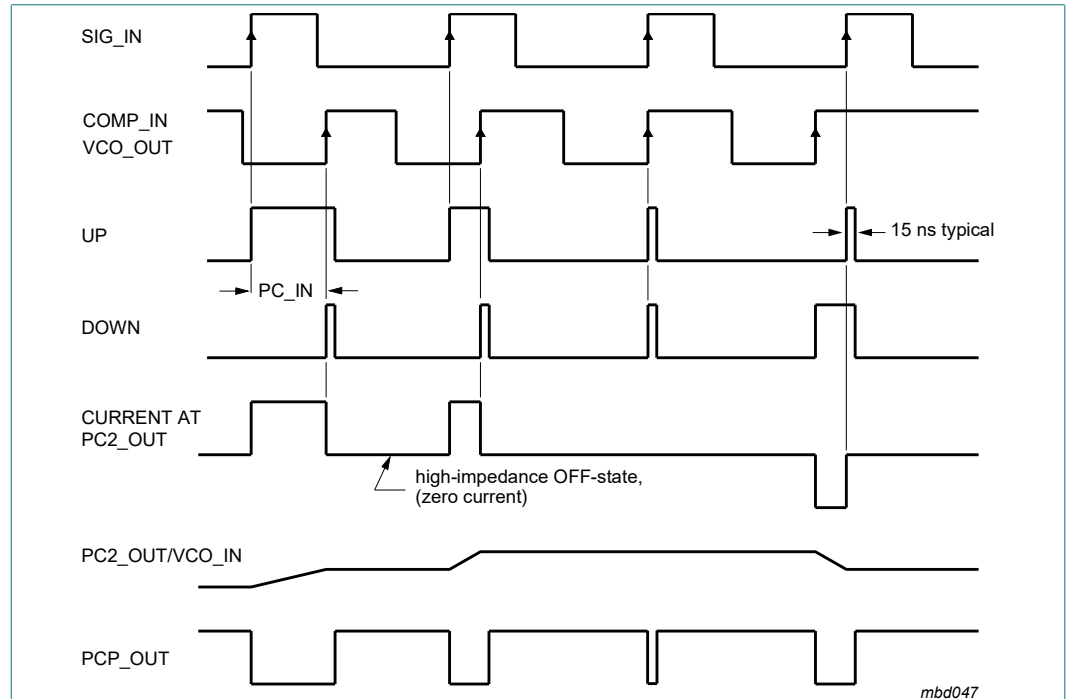 SIG_IN
COMP_IN
VCO_OUT
UP
15 ns typical
PC_IN
DOWN
CURRENT AT
PC2_OUT
high-impedance OFF-state,
(zero current)
PC2_OUT/VCO_IN
PCP_OUT
mbd047